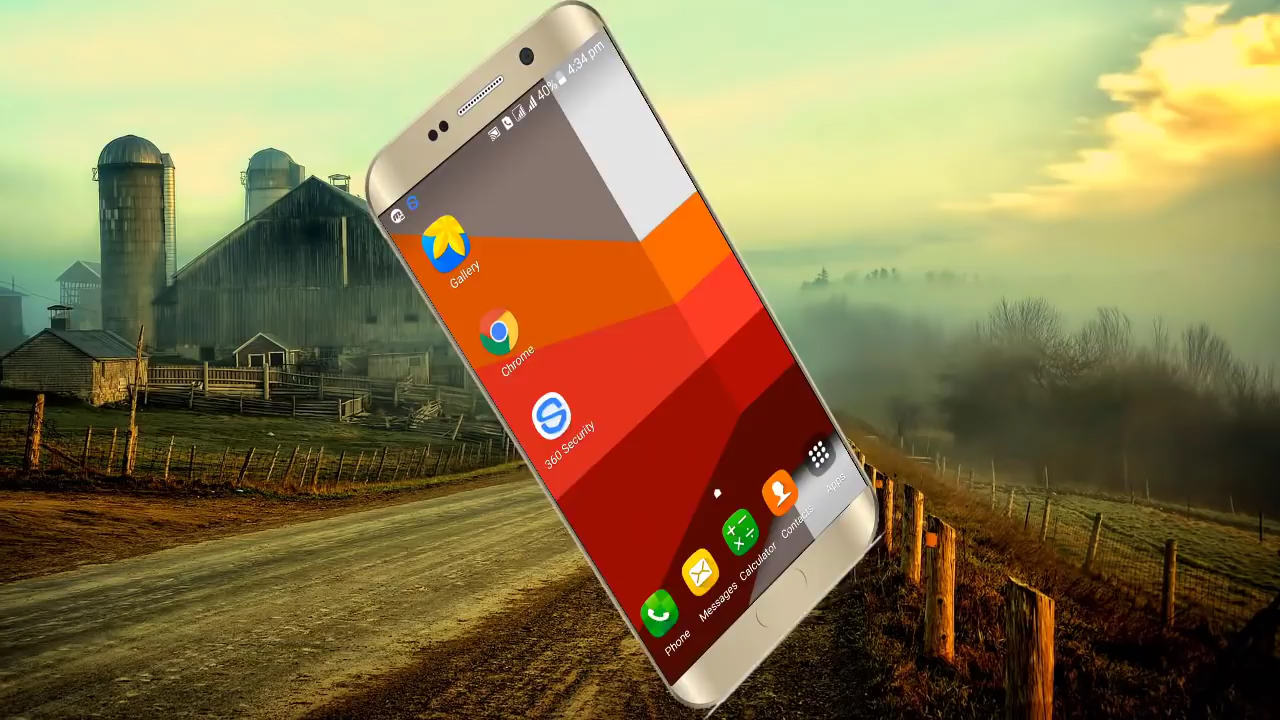 40% 4:34 pm
Gallery
Chrome
360 Security
Phone
Messages
Calculator
Contacts
Apps